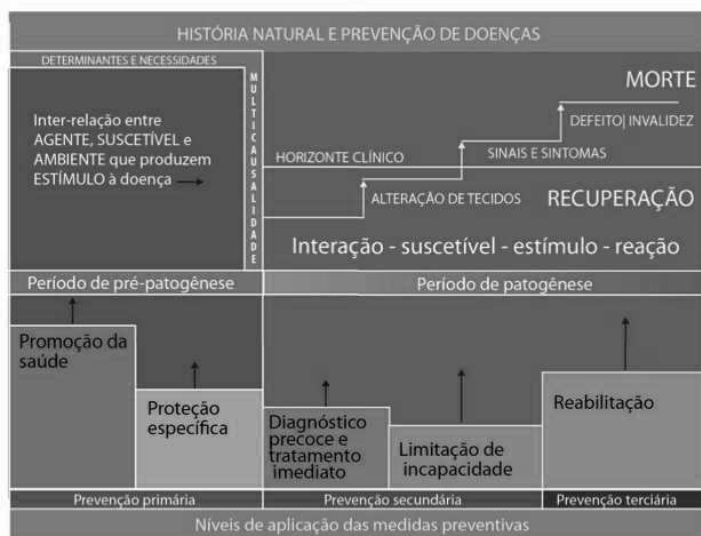 HISTÓRIA NATURAL E PREVENÇÃO DE DOENÇAS
DETERMINANTES E NECESSIDADES
Inter-relação entre
AGENTE, SUSCETÍVEL e
AMBIENTE que produzem
ESTÍMULO à doença
MULTICAUSALIDADE
MORTE
DEFEITO| INVALIDEZ
HORIZONTE CLÍNICO
SINAIS E SINTOMAS
ALTERAÇÃO DE TECIDOS
RECUPERAÇÃO
Interação - suscetível - estímulo - reação
Período de pré-patogênese
Período de patogênese
Promoção da
saúde
Proteção
específica
Diagnóstico
precoce e
tratamento
imediato
Limitação de
incapacidade
Reabilitação
Prevenção primária
Prevenção secundária
Prevenção terciária
Níveis de aplicação das medidas preventivas